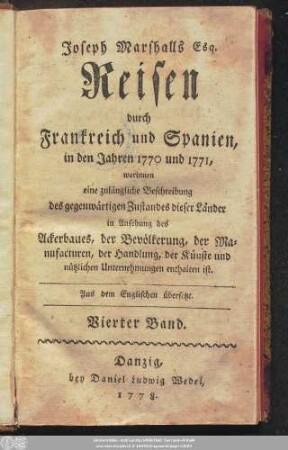 Joseph Marshalls Esq.
Reisen
durch
Frankreich und Spanien,
in den Jahren 1770 und 1771,
worinnen
eine zulängliche Beschreibung
des gegenwärtigen Zustandes dieser Länder
in Ansehung des
Ackerbaues, der Bevölkerung, der Ma-
nufacturen, der Handlung, der Künste und
nützlichen Unternehmungen enthalten ist.
Aus dem Englischen übersetzt.
Vierter Band.
Danzig,
bey Daniel Ludwig Wedel,
1778.